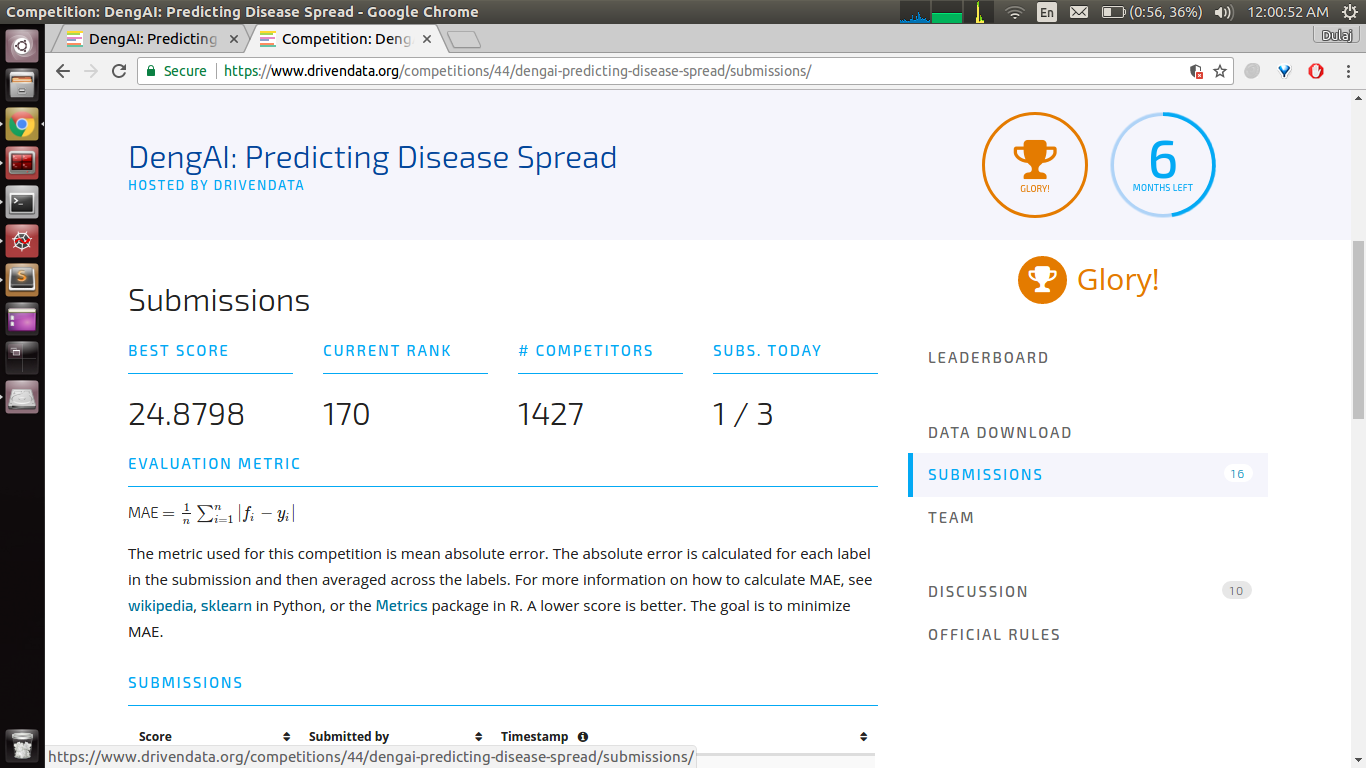 Competition: DengAI: Predicting Disease Spread - Google Chrome
En (0:56, 36%) 12:00:52 AM
DengAI: Predicting
Competition: Deng
Dulaj
Secure https://www.drivendata.org/competitions/44/dengai-predicting-disease-spread/submissions/
DengAI: Predicting Disease Spread
HOSTED BY DRIVENDATA
GLORY!
6
MONTHS LEFT
Glory!
Submissions
BEST SCORE CURRENT RANK # COMPETITORS SUBS. TODAY
24.8798 170 1427 1 / 3
EVALUATION METRIC
MAE = 1/n ∑ⁿᵢ₌₁ |fᵢ − yᵢ|
The metric used for this competition is mean absolute error. The absolute error is calculated for each label
in the submission and then averaged across the labels. For more information on how to calculate MAE, see
wikipedia, sklearn in Python, or the Metrics package in R. A lower score is better. The goal is to minimize
MAE.
SUBMISSIONS
Score Submitted by Timestamp
LEADERBOARD
DATA DOWNLOAD
SUBMISSIONS 16
TEAM
DISCUSSION 10
OFFICIAL RULES
https://www.drivendata.org/competitions/44/dengai-predicting-disease-spread/submissions/